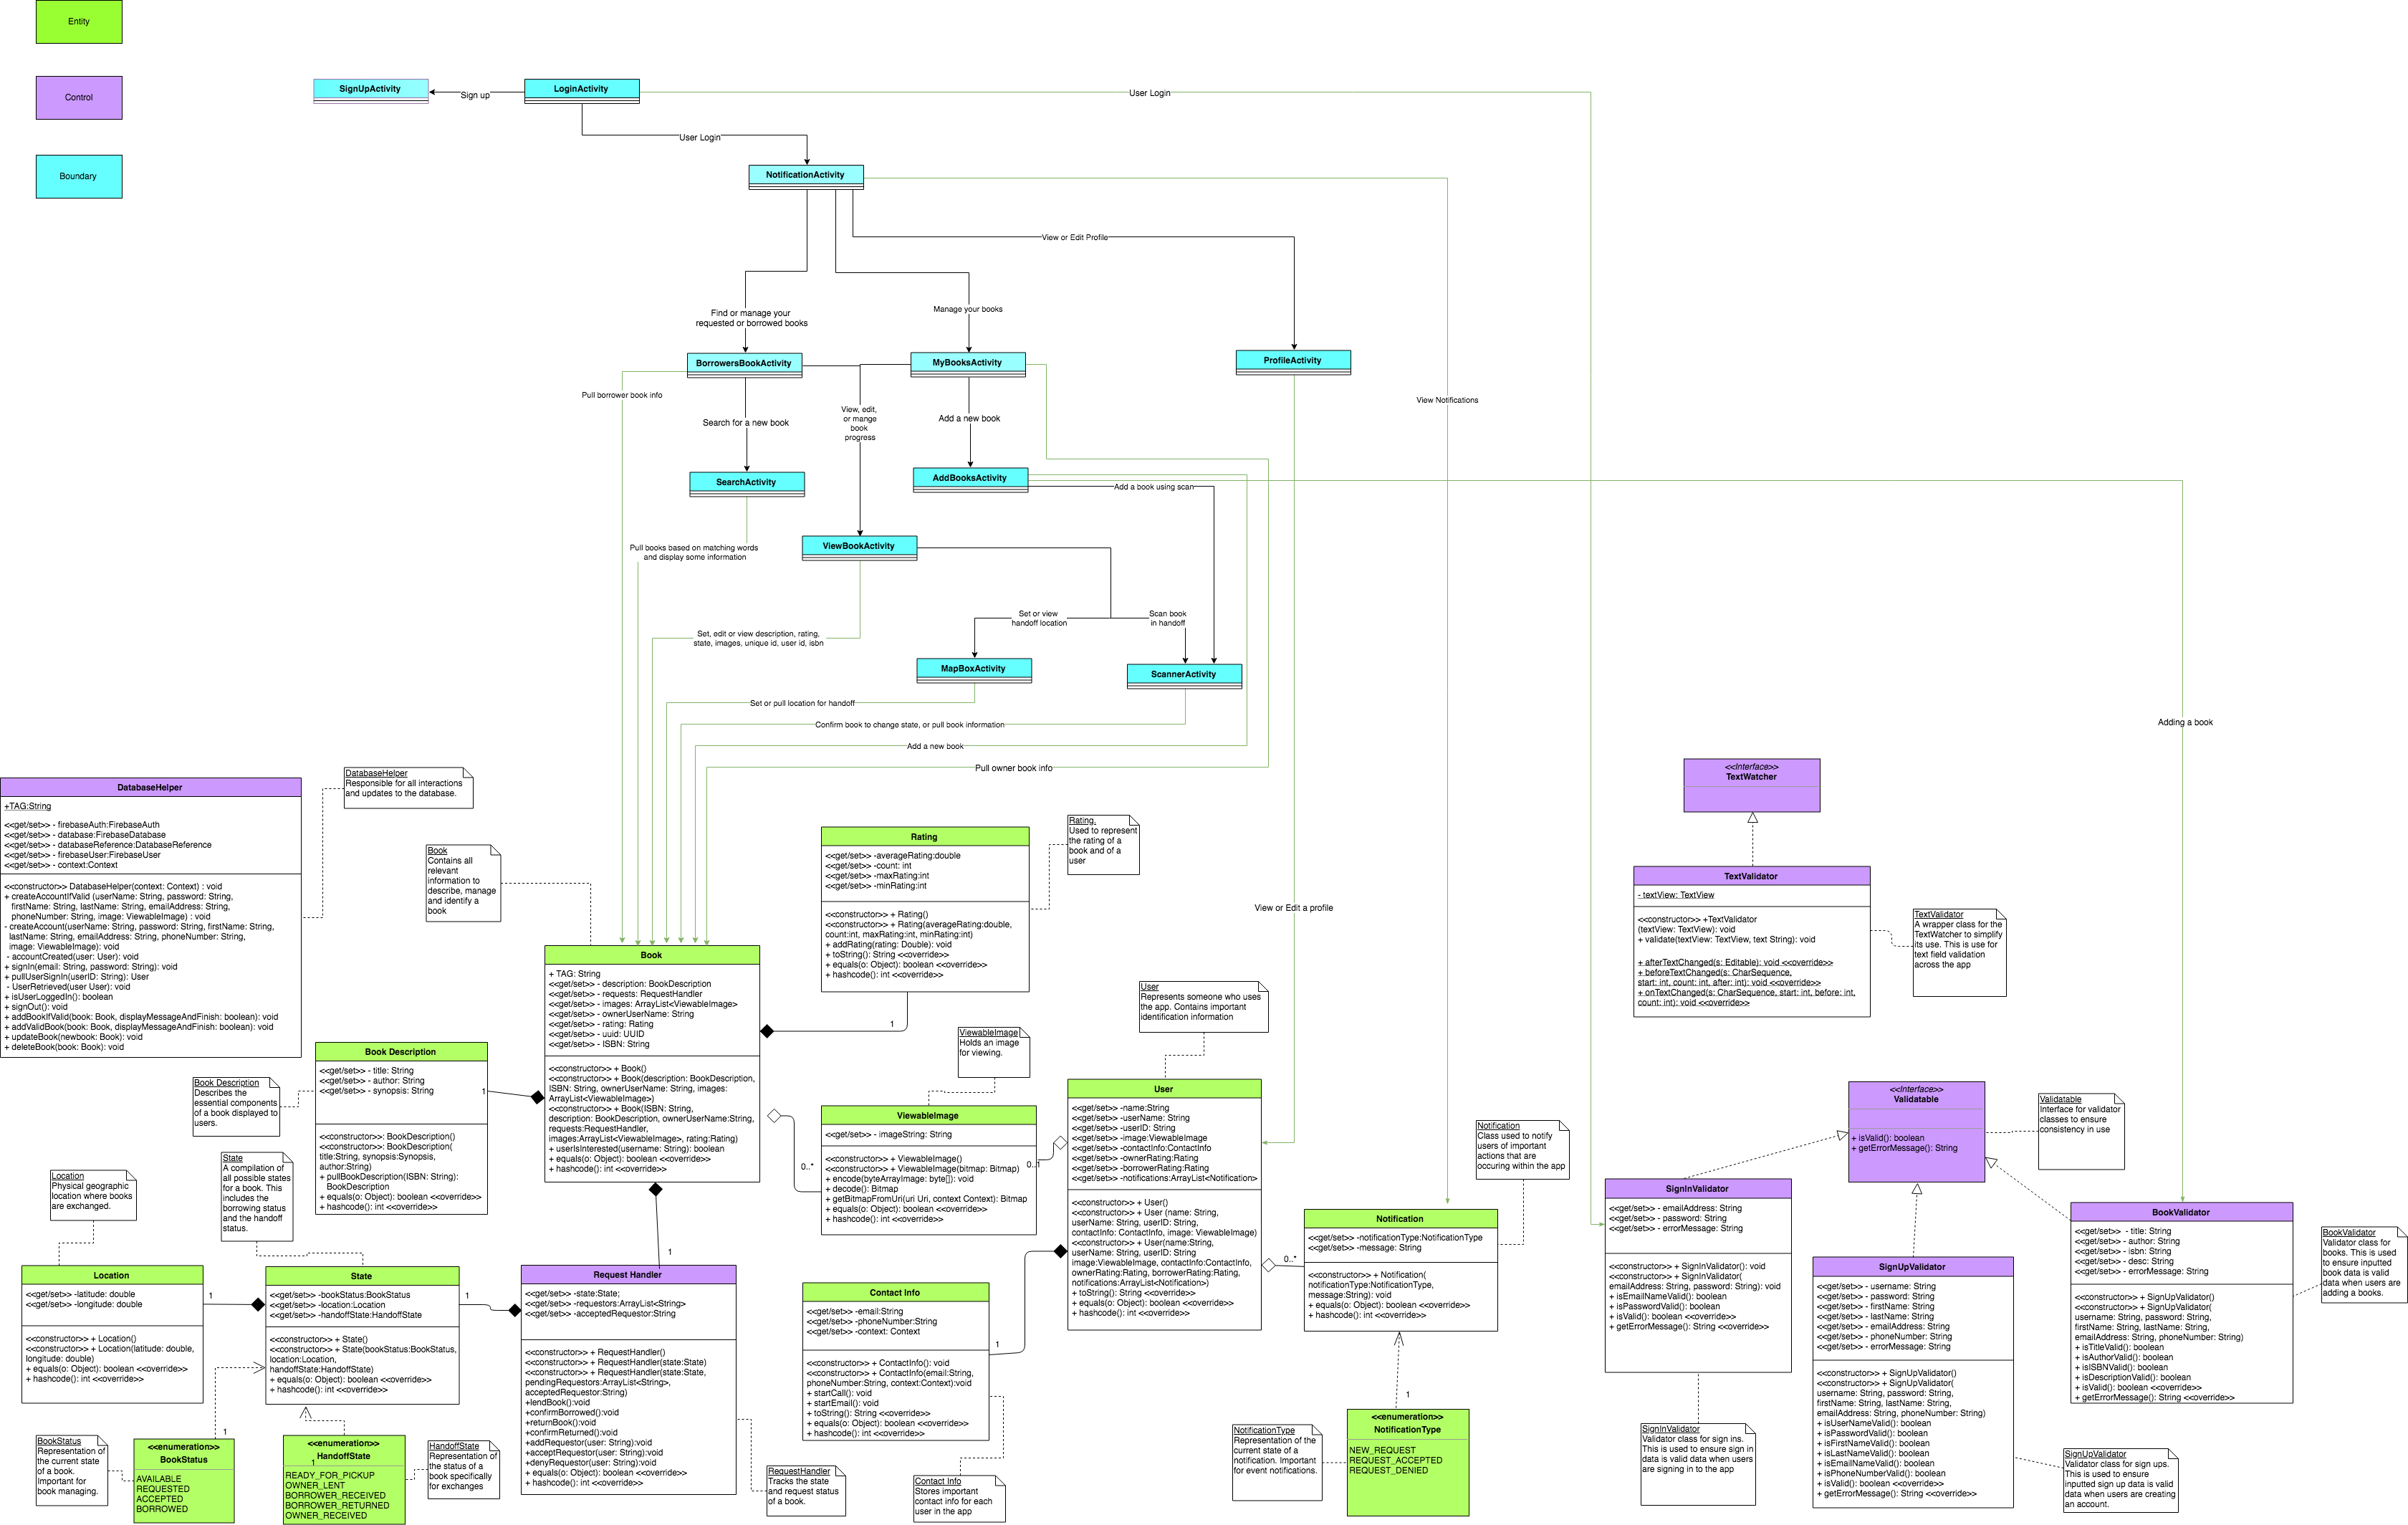 Entity
Control
Boundary
SignUpActivity
Sign up
LoginActivity
User Login
User Login
NotificationActivity
View or Edit Profile
Find or manage your
requested or borrowed books
Manage your books
BorrowersBookActivity
MyBooksActivity
ProfileActivity
Pull borrower book info
View Notifications
View, edit,
or mange
book
progress
Search for a new book
Add a new book
SearchActivity
AddBooksActivity
Add a book using scan
Pull books based on matching words
and display some information
ViewBookActivity
Set or view
handoff location
Scan book
in handoff
Set, edit or view description, rating,
state, images, unique id, user id, isbn
MapBoxActivity
ScannerActivity
Set or pull location for handoff
Confirm book to change state, or pull book information
Add a new book
Pull owner book info
Adding a book
View or Edit a profile
DatabaseHelper
+TAG:String
<<get/set>> - firebaseAuth:FirebaseAuth
<<get/set>> - database:FirebaseDatabase
<<get/set>> - databaseReference:DatabaseReference
<<get/set>> - firebaseUser:FirebaseUser
<<get/set>> - context:Context
<<constructor>> DatabaseHelper(context: Context) : void
+ createAccountIfValid (userName: String, password: String,
firstName: String, lastName: String, emailAddress: String,
phoneNumber: String, image: ViewableImage) : void
- createAccount(userName: String, password: String, firstName: String,
lastName: String, emailAddress: String, phoneNumber: String,
image: ViewableImage): void
- accountCreated(user: User): void
+ signIn(email: String, password: String): void
+ pullUserSignIn(userID: String): User
- UserRetrieved(user User): void
+ isUserLoggedIn(): boolean
+ signOut(): void
+ addBookIfValid(book: Book, displayMessageAndFinish: boolean): void
+ addValidBook(book: Book, displayMessageAndFinish: boolean): void
+ updateBook(newbook: Book): void
+ deleteBook(book: Book): void
DatabaseHelper
Responsible for all interactions
and updates to the database.
Book
Contains all
relevant
information to
describe, manage
and identify a
book
Book
+ TAG: String
<<get/set>> - description: BookDescription
<<get/set>> - requests: RequestHandler
<<get/set>> - images: ArrayList<ViewableImage>
<<get/set>> - ownerUserName: String
<<get/set>> - rating: Rating
<<get/set>> - uuid: UUID
<<get/set>> - ISBN: String
<<constructor>> + Book()
<<constructor>> + Book(description: BookDescription,
ISBN: String, ownerUserName: String, images:
ArrayList<ViewableImage>)
<<constructor>> + Book(ISBN: String,
description: BookDescription, ownerUserName:String,
requests:RequestHandler,
images:ArrayList<ViewableImage>, rating:Rating)
+ userIsInterested(username: String): boolean
+ equals(o: Object): boolean <<override>>
+ hashcode(): int <<override>>
Rating
<<get/set>> -averageRating:double
<<get/set>> -count: int
<<get/set>> -maxRating:int
<<get/set>> -minRating:int
<<constructor>> + Rating()
<<constructor>> + Rating(averageRating:double,
count:int, maxRating:int, minRating:int)
+ addRating(rating: Double): void
+ toString(): String <<override>>
+ equals(o: Object): boolean <<override>>
+ hashcode(): int <<override>>
1
Rating.
Used to represent
the rating of a
book and of a
user
ViewableImage
Holds an image
for viewing.
ViewableImage
<<get/set>> - imageString: String
<<constructor>> + ViewableImage()
<<constructor>> + ViewableImage(bitmap: Bitmap)
+ encode(byteArrayImage: byte[]): void
+ decode(): Bitmap
+ getBitmapFromUri(uri Uri, context Context): Bitmap
+ equals(o: Object): boolean <<override>>
+ hashcode(): int <<override>>
0..*
0..1
User
Represents someone who uses
the app. Contains important
identification information
User
<<get/set>> -name:String
<<get/set>> -userName: String
<<get/set>> -userID: String
<<get/set>> -image:ViewableImage
<<get/set>> -contactInfo:ContactInfo
<<get/set>> -ownerRating:Rating
<<get/set>> -borrowerRating:Rating
<<get/set>> -notifications:ArrayList<Notification>
<<constructor>> + User()
<<constructor>> + User (name: String,
userName: String, userID: String,
contactInfo: ContactInfo, image: ViewableImage)
<<constructor>> + User(name:String,
userName: String, userID: String
image:ViewableImage, contactInfo:ContactInfo,
ownerRating:Rating, borrowerRating:Rating,
notifications:ArrayList<Notification>)
+ toString(): String <<override>>
+ equals(o: Object): boolean <<override>>
+ hashcode(): int <<override>>
0..*
Notification
Class used to notify
users of important
actions that are
occuring within the app
Notification
<<get/set>> -notificationType:NotificationType
<<get/set>> -message: String
<<constructor>> + Notification(
notificationType:NotificationType,
message:String): void
+ equals(o: Object): boolean <<override>>
+ hashcode(): int <<override>>
1
<<enumeration>>
NotificationType
NEW_REQUEST
REQUEST_ACCEPTED
REQUEST_DENIED
NotificationType
Representation of the
current state of a
notification. Important
for event notifications.
Book Description
<<get/set>> - title: String
<<get/set>> - author: String
<<get/set>> - synopsis: String
<<constructor>>: BookDescription()
<<constructor>>: BookDescription(
title:String, synopsis:Synopsis,
author:String)
+ pullBookDescription(ISBN: String):
BookDescription
+ equals(o: Object): boolean <<override>>
+ hashcode(): int <<override>>
1
Book Description
Describes the
essential components
of a book displayed to
users.
State
A compilation of
all possible states
for a book. This
includes the
borrowing status
and the handoff
status.
Location
Physical geographic
location where books
are exchanged.
Location
<<get/set>> -latitude: double
<<get/set>> -longitude: double
<<constructor>> + Location()
<<constructor>> + Location(latitude: double,
longitude: double)
+ equals(o: Object): boolean <<override>>
+ hashcode(): int <<override>>
1
State
<<get/set>> -bookStatus:BookStatus
<<get/set>> -location:Location
<<get/set>> -handoffState:HandoffState
<<constructor>> + State()
<<constructor>> + State(bookStatus:BookStatus,
location:Location,
handoffState:HandoffState)
+ equals(o: Object): boolean <<override>>
+ hashcode(): int <<override>>
1
1
Request Handler
<<get/set>> -state:State;
<<get/set>> -requestors:ArrayList<String>
<<get/set>> -acceptedRequestor:String
<<constructor>> + RequestHandler()
<<constructor>> + RequestHandler(state:State)
<<constructor>> + RequestHandler(state:State,
pendingRequestors:ArrayList<String>,
acceptedRequestor:String)
+lendBook():void
+confirmBorrowed():void
+returnBook():void
+confirmReturned():void
+addRequestor(user: String):void
+acceptRequestor(user: String):void
+denyRequestor(user: String):void
+ equals(o: Object): boolean <<override>>
+ hashcode(): int <<override>>
RequestHandler
Tracks the state
and request status
of a book.
Contact Info
<<get/set>> -email:String
<<get/set>> -phoneNumber:String
<<get/set>> -context: Context
<<constructor>> + ContactInfo(): void
<<constructor>> + ContactInfo(email:String,
phoneNumber:String, context:Context):void
+ startCall(): void
+ startEmail(): void
+ toString(): String <<override>>
+ equals(o: Object): boolean <<override>>
+ hashcode(): int <<override>>
1
Contact Info
Stores important
contact info for each
user in the app
BookStatus
Representation of
the current state
of a book.
Important for
book managing.
1
<<enumeration>>
BookStatus
AVAILABLE
REQUESTED
ACCEPTED
BORROWED
<<enumeration>>
HandoffState
1
READY_FOR_PICKUP
OWNER_LENT
BORROWER_RECEIVED
BORROWER_RETURNED
OWNER_RECEIVED
HandoffState
Representation of
the status of a
book specifically
for exchanges
<<Interface>>
TextWatcher
TextValidator
- textView: TextView
<<constructor>> +TextValidator
(textView: TextView): void
+ validate(textView: TextView, text String): void
+ afterTextChanged(s: Editable): void <<override>>
+ beforeTextChanged(s: CharSequence,
start: int, count: int, after: int): void <<override>>
+ onTextChanged(s: CharSequence, start: int, before: int,
count: int): void <<override>>
TextValidator
A wrapper class for the
TextWatcher to simplify
its use. This is use for
text field validation
across the app
<<Interface>>
Validatable
+ isValid(): boolean
+ getErrorMessage(): String
Validatable
Interface for validator
classes to ensure
consistency in use
SignInValidator
<<get/set>> - emailAddress: String
<<get/set>> - password: String
<<get/set>> - errorMessage: String
<<constructor>> + SignInValidator(): void
<<constructor>> + SignInValidator(
emailAddress: String, password: String): void
+ isEmailNameValid(): boolean
+ isPasswordValid(): boolean
+ isValid(): boolean <<override>>
+ getErrorMessage(): String <<override>>
SignInValidator
Validator class for sign ins.
This is used to ensure sign in
data is valid data when users
are signing in to the app
SignUpValidator
<<get/set>> - username: String
<<get/set>> - password: String
<<get/set>> - firstName: String
<<get/set>> - lastName: String
<<get/set>> - emailAddress: String
<<get/set>> - phoneNumber: String
<<get/set>> - errorMessage: String
<<constructor>> + SignUpValidator()
<<constructor>> + SignUpValidator(
username: String, password: String,
firstName: String, lastName: String,
emailAddress: String, phoneNumber: String)
+ isUserNameValid(): boolean
+ isPasswordValid(): boolean
+ isFirstNameValid(): boolean
+ isLastNameValid(): boolean
+ isEmailNameValid(): boolean
+ isPhoneNumberValid(): boolean
+ isValid(): boolean <<override>>
+ getErrorMessage(): String <<override>>
SignUpValidator
Validator class for sign ups.
This is used to ensure
inputted sign up data is valid
data when users are creating
an account.
BookValidator
<<get/set>> - title: String
<<get/set>> - author: String
<<get/set>> - isbn: String
<<get/set>> - desc: String
<<get/set>> - errorMessage: String
<<constructor>> + SignUpValidator()
<<constructor>> + SignUpValidator(
username: String, password: String,
firstName: String, lastName: String,
emailAddress: String, phoneNumber: String)
+ isTitleValid(): boolean
+ isAuthorValid(): boolean
+ isISBNValid(): boolean
+ isDescriptionValid(): boolean
+ isValid(): boolean <<override>>
+ getErrorMessage(): String <<override>>
BookValidator
Validator class for
books. This is used
to ensure inputted
book data is valid
data when users are
adding a books.